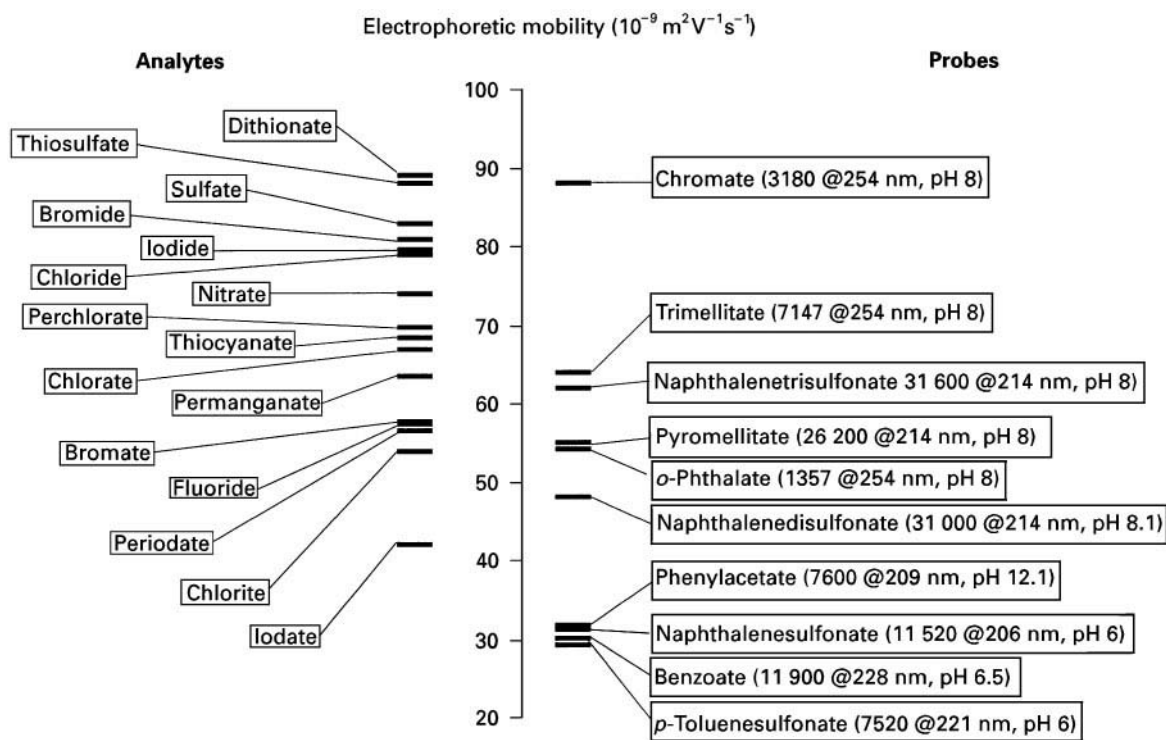 Electrophoretic mobility (10⁻⁹ m² V⁻¹s⁻¹)
Analytes
Probes
Dithionate
Thiosulfate
Sulfate
Bromide
Iodide
Chloride
Nitrate
Perchlorate
Thiocyanate
Chlorate
Permanganate
Bromate
Fluoride
Periodate
Chlorite
Iodate
100
90
80
70
60
50
40
30
20
Chromate (3180 @254 nm, pH 8)
Trimellitate (7147 @254 nm, pH 8)
Naphthalenetrisulfonate 31 600 @214 nm, pH 8)
Pyromellitate (26 200 @214 nm, pH 8)
o-Phthalate (1357 @254 nm, pH 8)
Naphthalenedisulfonate (31 000 @214 nm, pH 8.1)
Phenylacetate (7600 @209 nm, pH 12.1)
Naphthalenesulfonate (11 520 @206 nm, pH 6)
Benzoate (11 900 @228 nm, pH 6.5)
p-Toluenesulfonate (7520 @221 nm, pH 6)